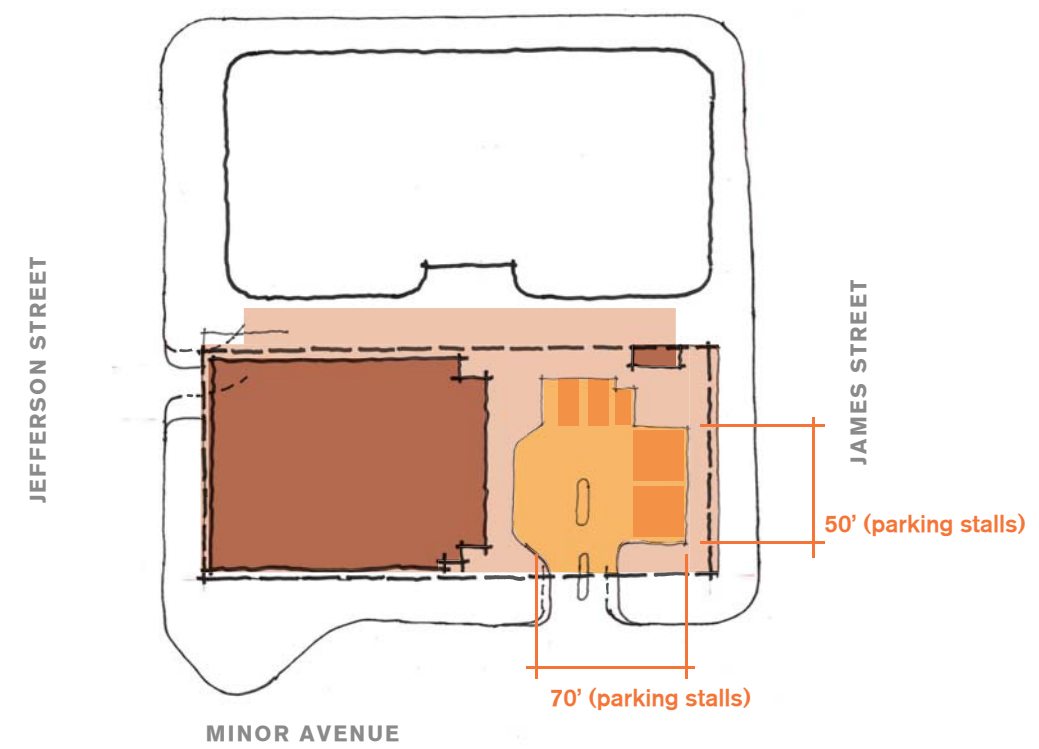 JEFFERSON STREET
JAMES STREET
50’ (parking stalls)
70’ (parking stalls)
MINOR AVENUE